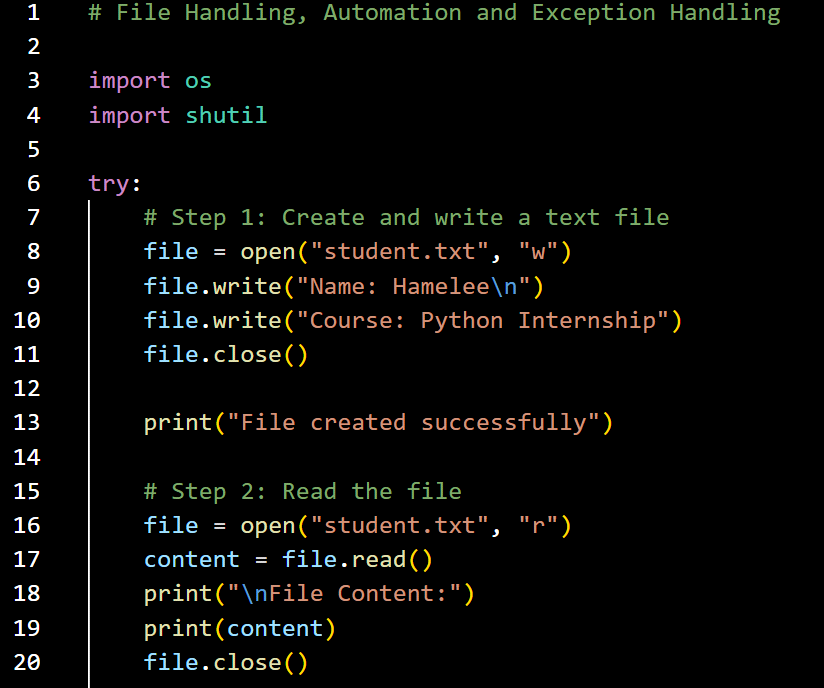 1 # File Handling, Automation and Exception Handling
2
3 import os
4 import shutil
5
6 try:
7     # Step 1: Create and write a text file
8     file = open("student.txt", "w")
9     file.write("Name: Hamelee\n")
10     file.write("Course: Python Internship")
11     file.close()
12
13     print("File created successfully")
14
15     # Step 2: Read the file
16     file = open("student.txt", "r")
17     content = file.read()
18     print("\nFile Content:")
19     print(content)
20     file.close()